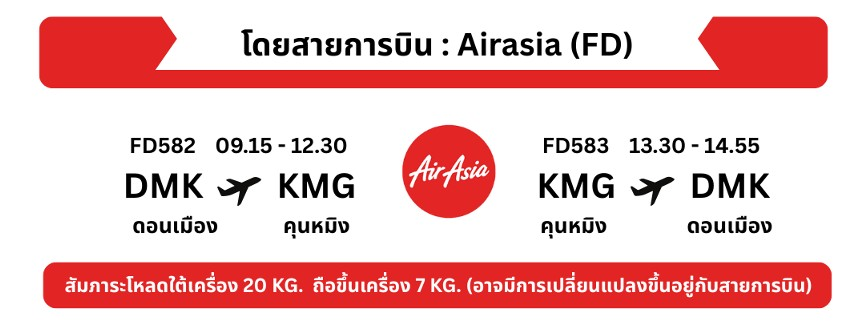 โดยสายการบิน : Airasia (FD)
FD582 09.15 - 12.30
DMK KMG
ดอนเมือง คุนหมิง
AirAsia
FD583 13.30 - 14.55
KMG DMK
คุนหมิง ดอนเมือง
สัมภาระโหลดใต้เครื่อง 20 KG. ถือขึ้นเครื่อง 7 KG. (อาจมีการเปลี่ยนแปลงขึ้นอยู่กับสายการบิน)